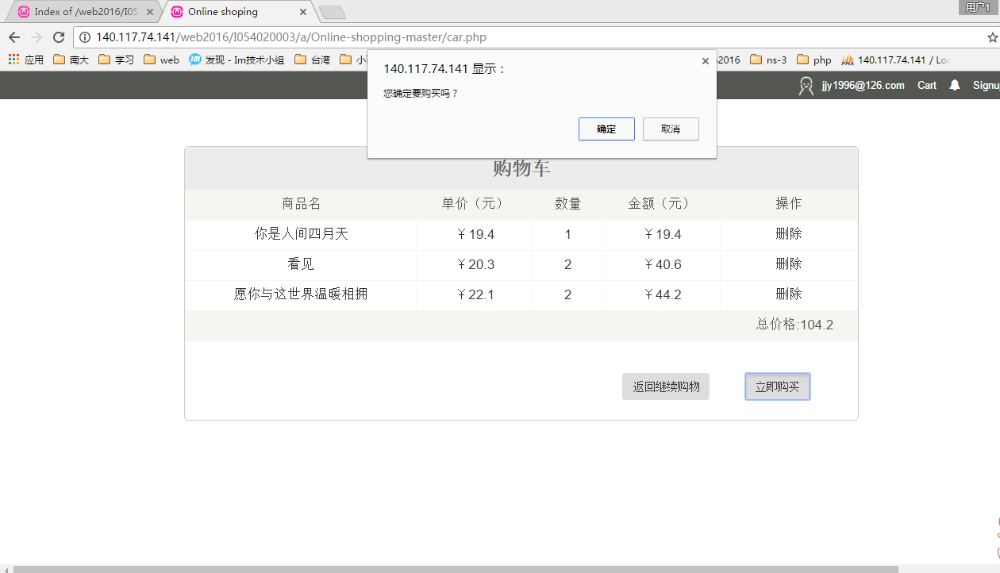 Index of /web2016/I05
Online shoping
用户1
140.117.74.141/web2016/I054020003/a/Online-shopping-master/car.php
应用 南大 学习 web 发现 - Im技术小组 台湾 2016 ns-3 php 140.117.74.141 / Loc
jjy1996@126.com Cart Signu
140.117.74.141 显示：
您确定要购买吗？
确定 取消
购物车
商品名 单价（元） 数量 金额（元） 操作
你是人间四月天 ￥19.4 1 ￥19.4 删除
看见 ￥20.3 2 ￥40.6 删除
愿你与这世界温暖相拥 ￥22.1 2 ￥44.2 删除
总价格:104.2
返回继续购物 立即购买